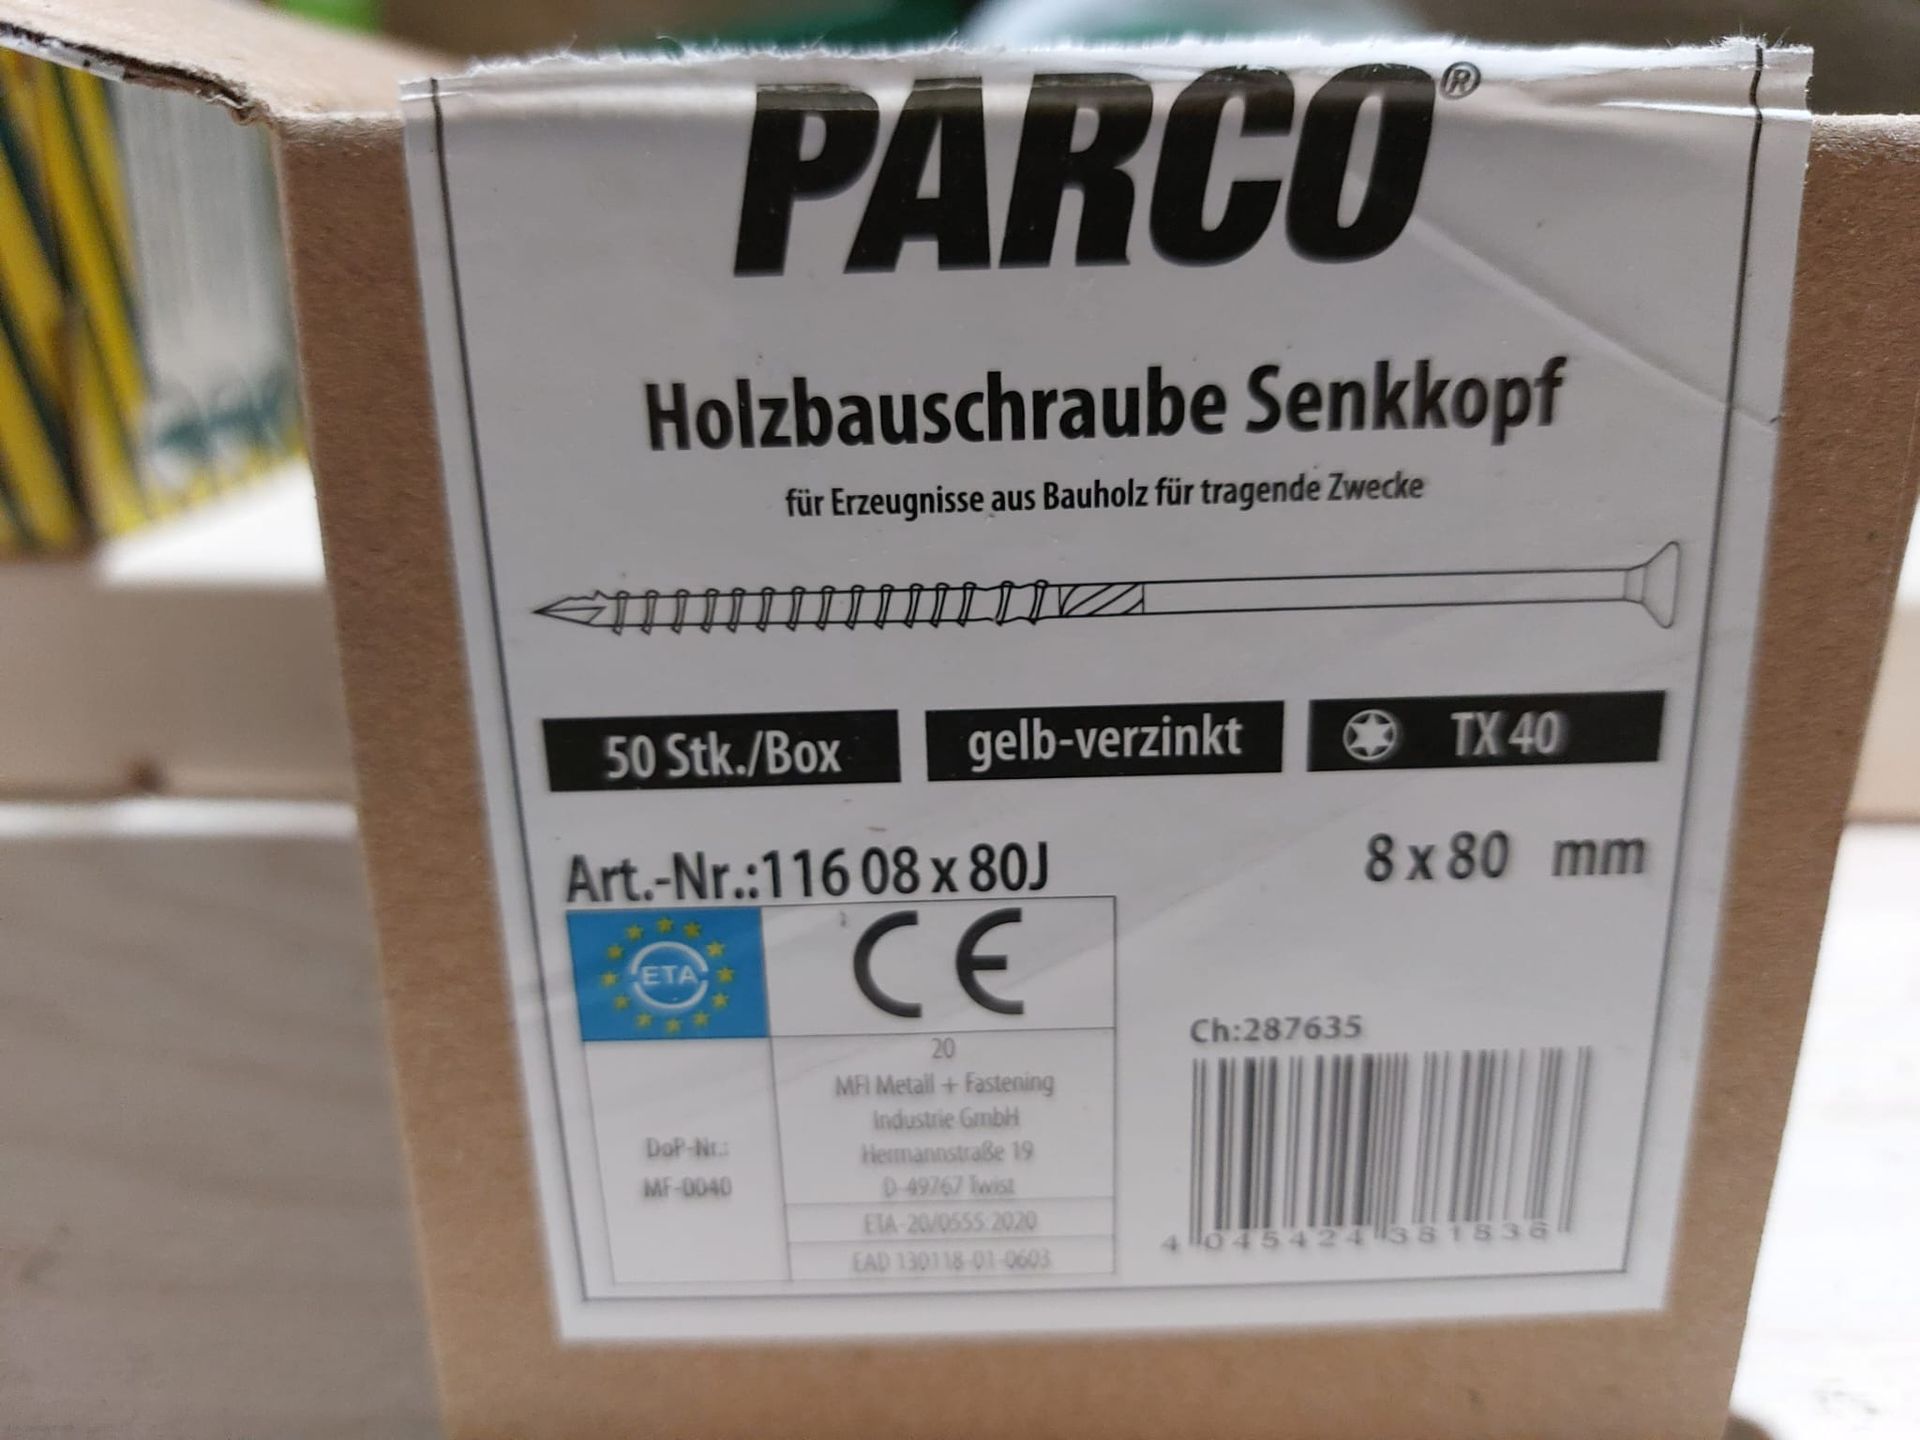 PARCO®
Holzbauschraube Senkkopf
für Erzeugnisse aus Bauholz für tragende Zwecke
50 Stk./Box
gelb-verzinkt
TX 40
Art.-Nr.:116 08 x 80J
8 x 80 mm
ETA
CE
20
MFI Metall + Fastening
Industrie GmbH
Hermannstraße 19
D-49767 Twist
ETA-20/0555:2020
EAD 130118-01-0603
DoP-Nr.:
MF-0040
Ch:287635
4 045424 381836